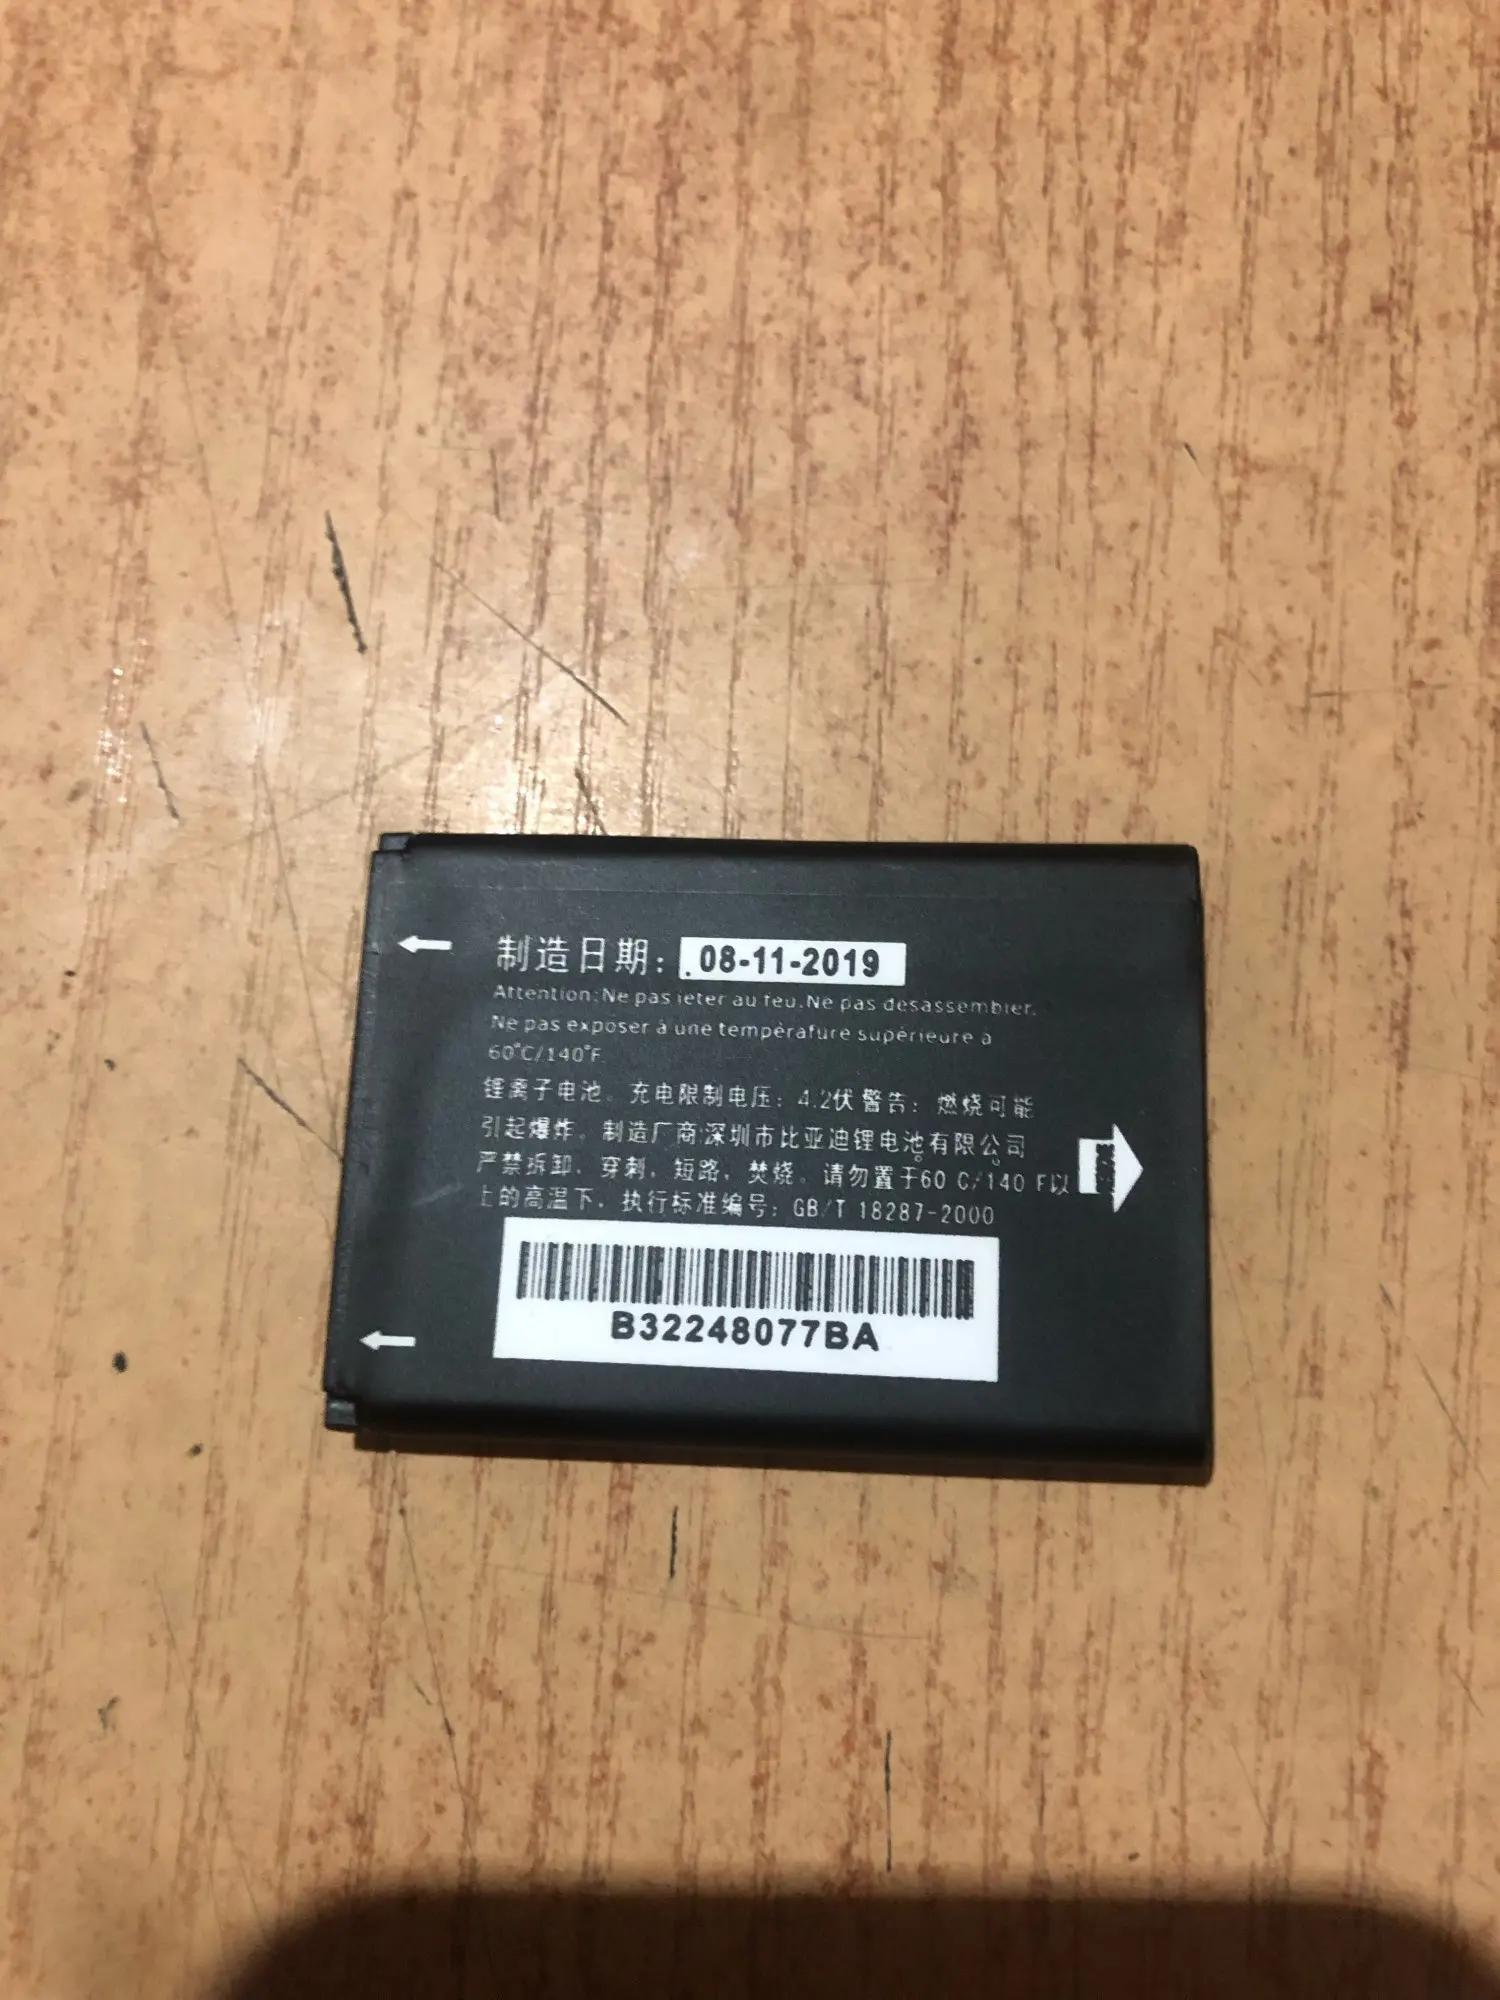 制造日期: .08-11-2019
Attention:Ne pas ieter au feu.Ne pas desassembier.
Ne pas exposer à une tempèrafure supèrieure à
60°C/140°F.
锂离子电池。充电限制电压: 4.2伏 警告: 燃烧可能
引起爆炸。制造厂商:深圳市比亚迪锂电池有限公司
严禁拆卸, 穿刺, 短路, 焚烧。请勿置于60°C/140°F以
上的高温下, 执行标准编号: GB/T 18287-2000
B32248077BA